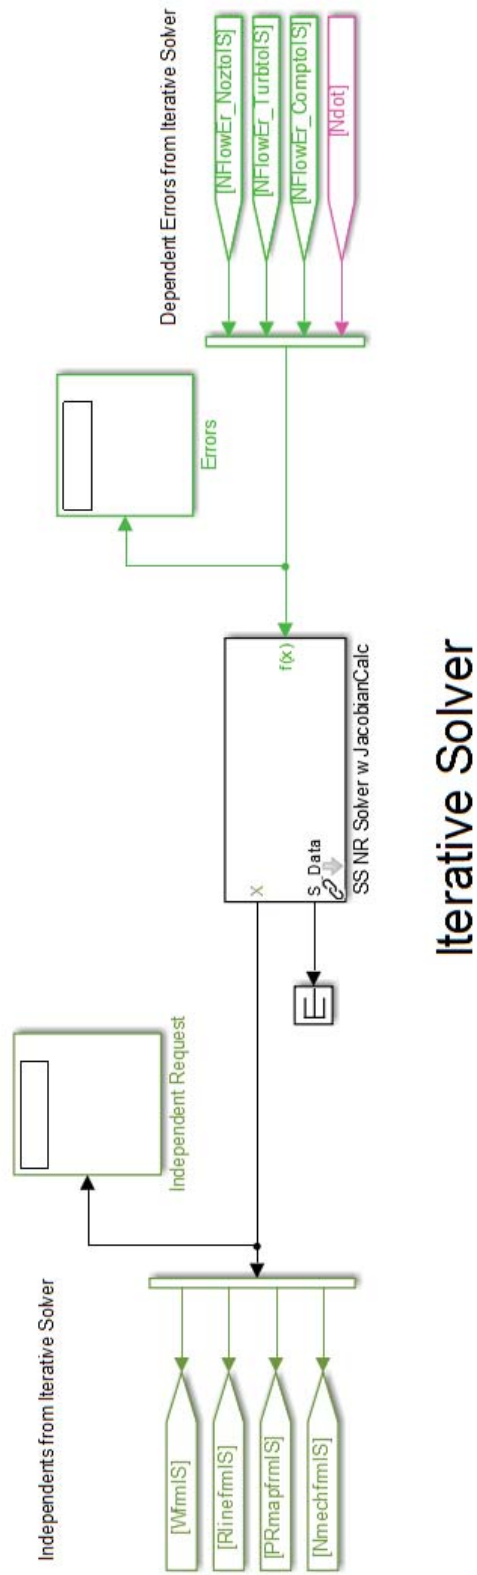 Dependent Errors from Iterative Solver
[NFlowEr_NoztoIS]
[NFlowEr_TurbtoIS]
[NFlowEr_ComptoIS]
[Ndot]
Errors
f(x)
X
S_Data
SS NR Solver w JacobianCalc
Independent Request
Independents from Iterative Solver
[WfrmIS]
[RlinefrmIS]
[PRmapfrmIS]
[NmechfrmIS]
Iterative Solver